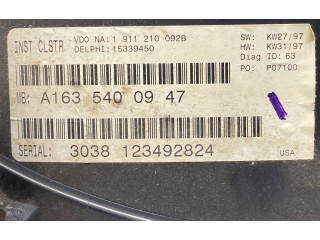 INST CLSTR
VDO NA: 1 911 210 092B
DELPHI: 15339450
SW: KW27/97
HW: KW31/97
Diag ID: 63
PO: P07100
MB: A163 540 09 47
SERIAL: 3038 123492824
USA